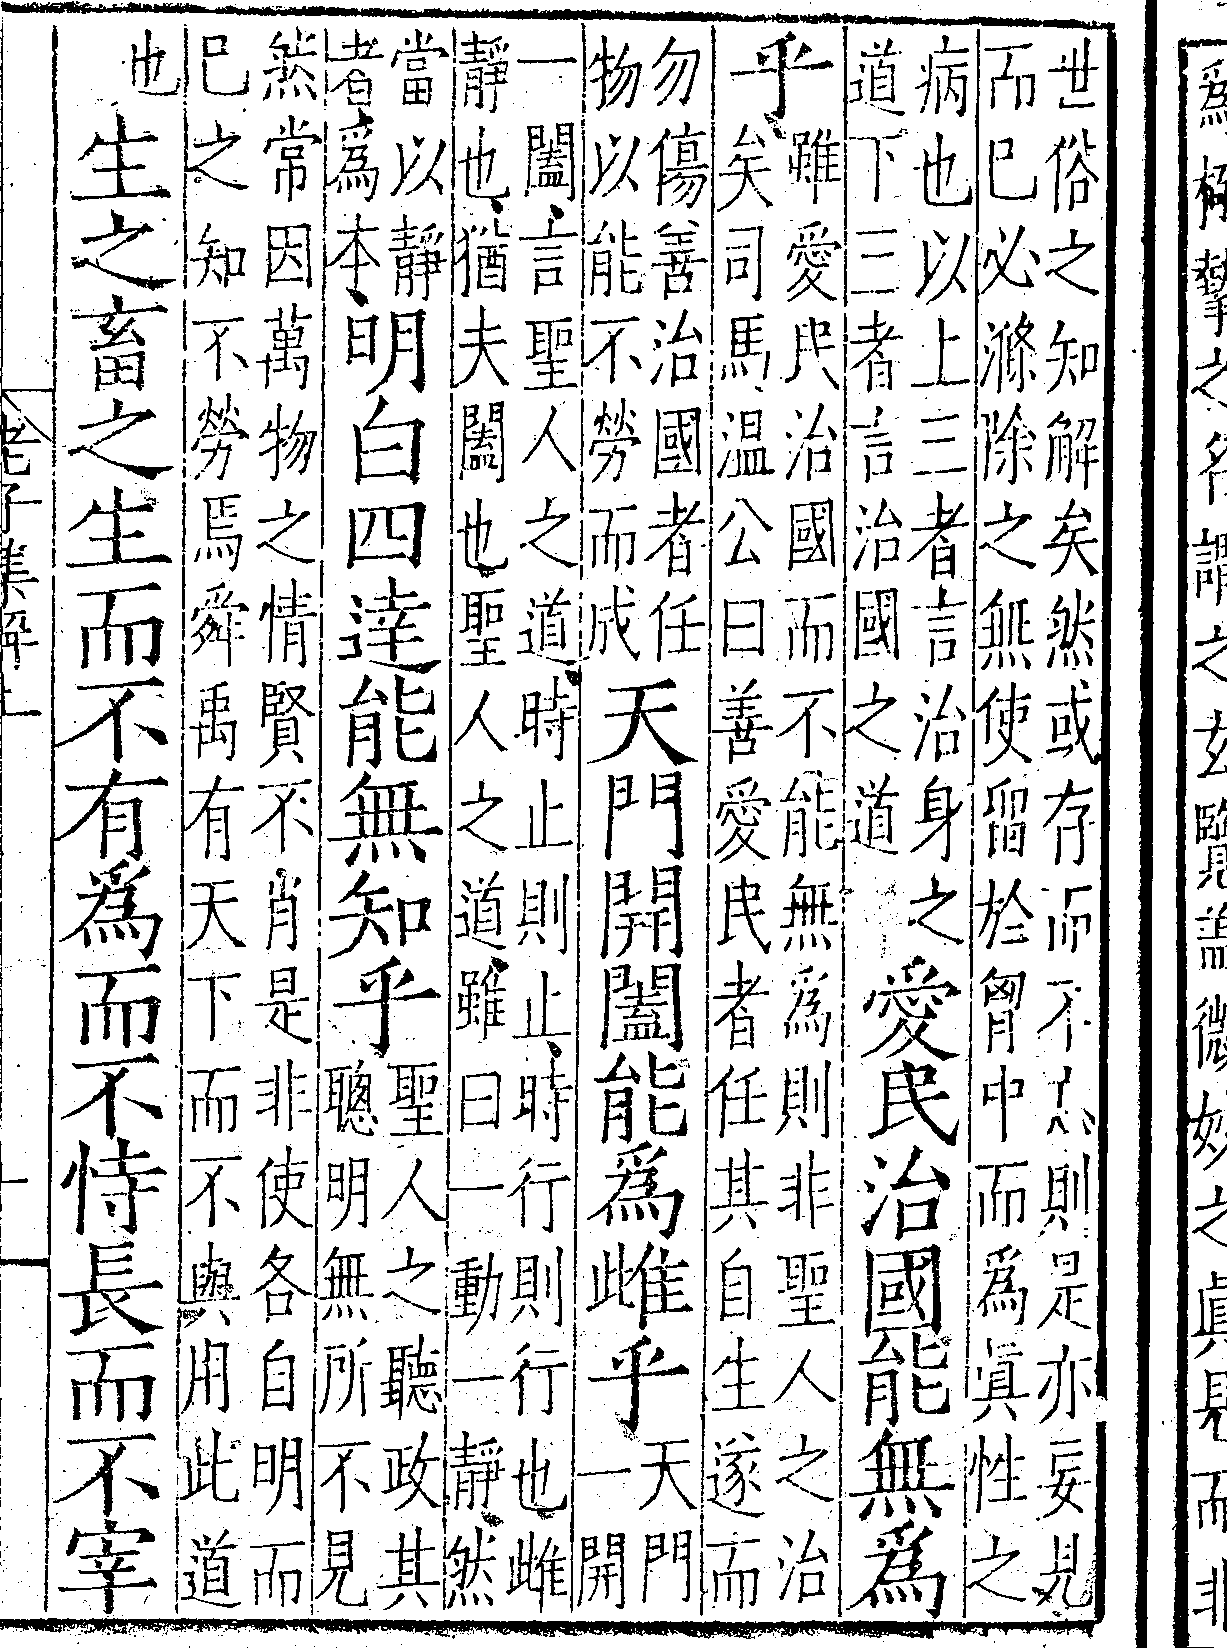 爲極摯之名謂之玄覽蓋微妙之眞見而非
世俗之知解矣然或存而不忘則是亦妄見
而已必滌除之無使留於胷中而爲眞性之
病也以上三者言治身之
道下三者言治國之道
愛民治國能無爲
乎
雖愛民治國而不能無爲則非聖人之治
矣司馬温公曰善愛民者任其自生遂而
勿傷善治國者任
物以能不勞而成
天門開闔能爲雌乎
天門
一開
一闔言聖人之道時止則止時行則行也雌
靜也猶夫闔也聖人之道雖曰一動一靜然
當以靜
者爲本
明白四達能無知乎
聖人之聽政其
聰明無所不見
然常因萬物之情賢不肖是非使各自明而
已之知不勞焉舜禹有天下而不與用此道
也
生之畜之生而不有爲而不恃長而不宰
老子集解上
一